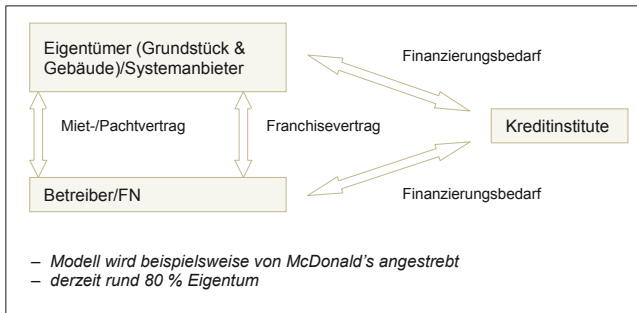 Eigentümer (Grundstück &
Gebäude)/Systemanbieter
Finanzierungsbedarf
Miet-/Pachtvertrag
Franchisevertrag
Kreditinstitute
Betreiber/FN
Finanzierungsbedarf
– Modell wird beispielsweise von McDonald's angestrebt
– derzeit rund 80 % Eigentum